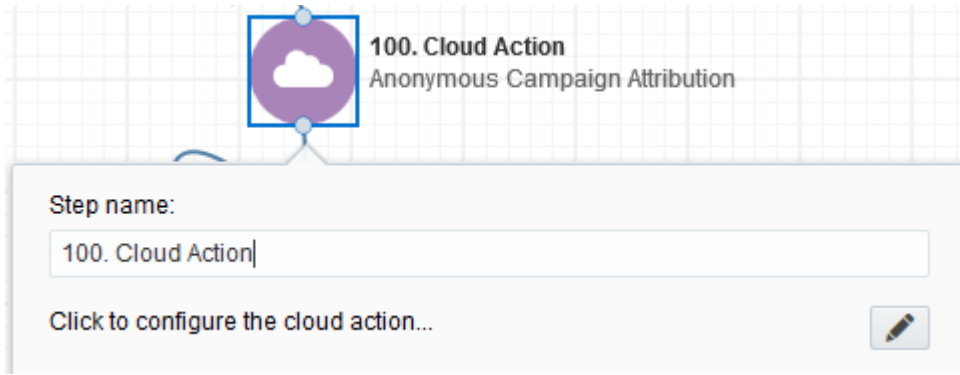 100. Cloud Action
Anonymous Campaign Attribution
Step name:
100. Cloud Action
Click to configure the cloud action...